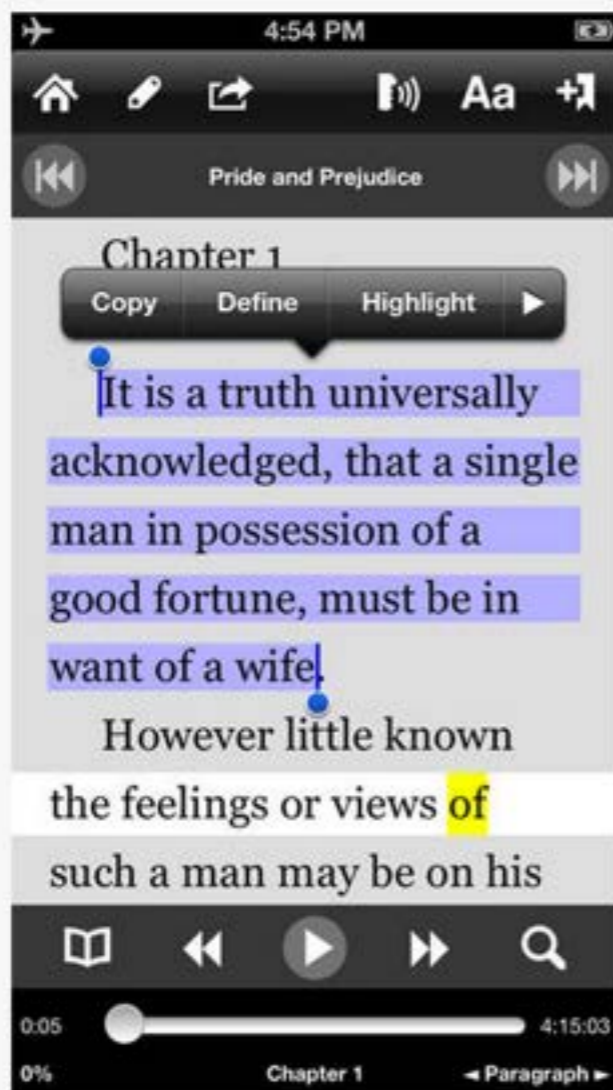 4:54 PM
Aa
Pride and Prejudice
Chapter 1
Copy Define Highlight
It is a truth universally
acknowledged, that a single
man in possession of a
good fortune, must be in
want of a wife.
However little known
the feelings or views of
such a man may be on his
0:05 4:15:03
0% Chapter 1 ◄ Paragraph ►